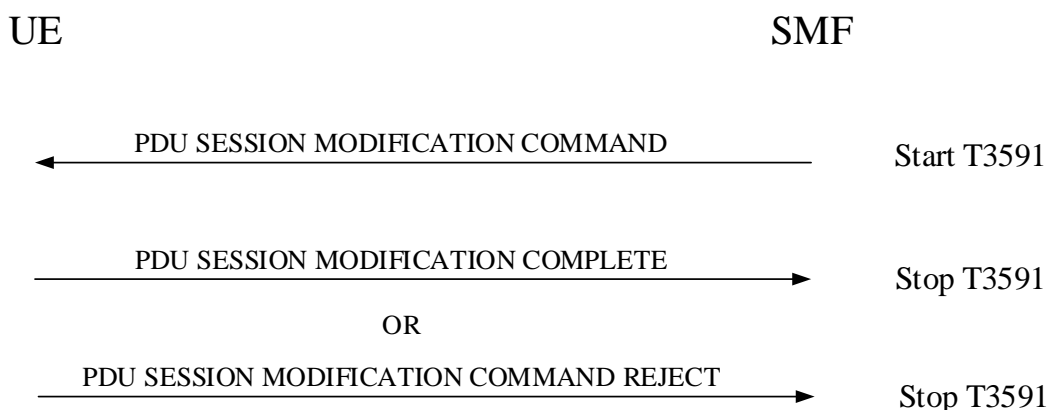 UE SMF
PDU SESSION MODIFICATION COMMAND Start T3591
PDU SESSION MODIFICATION COMPLETE Stop T3591
OR
PDU SESSION MODIFICATION COMMAND REJECT Stop T3591